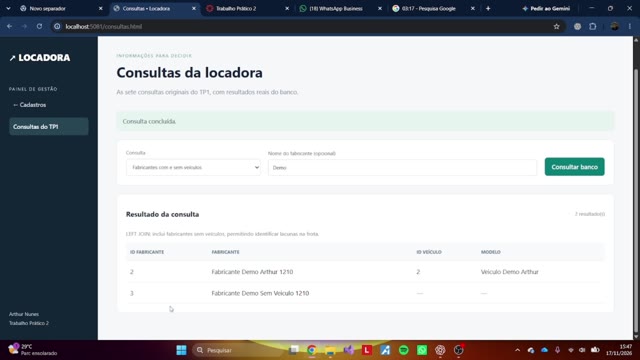 Novo separador
Consultas • Locadora
Trabalho Prático 2
(18) WhatsApp Business
03:17 - Pesquisa Google
Pedir ao Gemini
localhost:5081/consultas.html
LOCADORA
PAINEL DE GESTÃO
← Cadastros
Consultas do TP1
Arthur Nunes
Trabalho Prático 2
INFORMAÇÕES PARA DECIDIR
Consultas da locadora
As sete consultas originais do TP1, com resultados reais do banco.
Consulta concluída.
Consulta
Nome do fabricante (opcional)
Fabricantes com e sem veículos
Demo
Consultar banco
Resultado da consulta
2 resultado(s)
LEFT JOIN: inclui fabricantes sem veículos, permitindo identificar lacunas na frota.
ID FABRICANTE FABRICANTE ID VEÍCULO MODELO
2 Fabricante Demo Arthur 1210 2 Veículo Demo Arthur
3 Fabricante Demo Sem Veículo 1210 — —
29°C
Parc ensolarado
Pesquisar
15:47
17/11/2026